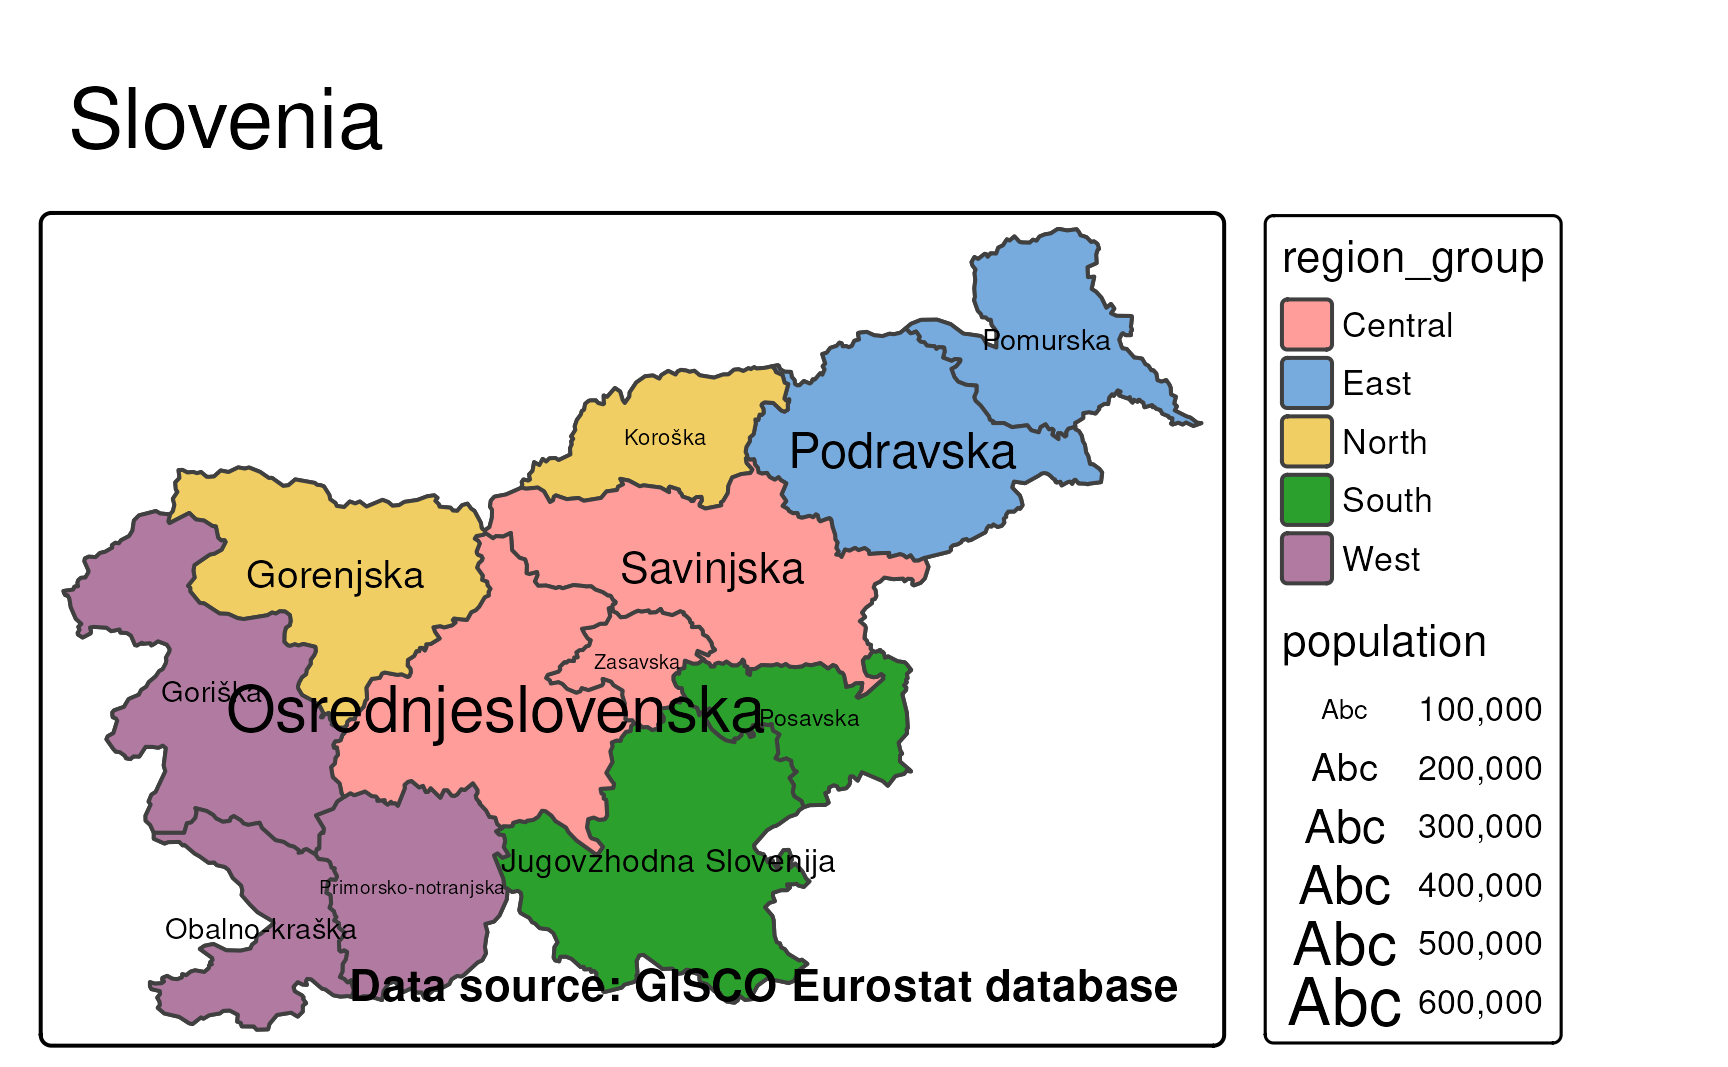 Slovenia
Pomurska
Koroška
Podravska
Gorenjska
Savinjska
Zasavska
Goriška
Osrednjeslovenska
Posavska
Jugovzhodna Slovenija
Primorsko-notranjska
Obalno-kraška
Data source: GISCO Eurostat database
region_group
Central
East
North
South
West
population
Abc 100,000
Abc 200,000
Abc 300,000
Abc 400,000
Abc 500,000
Abc 600,000